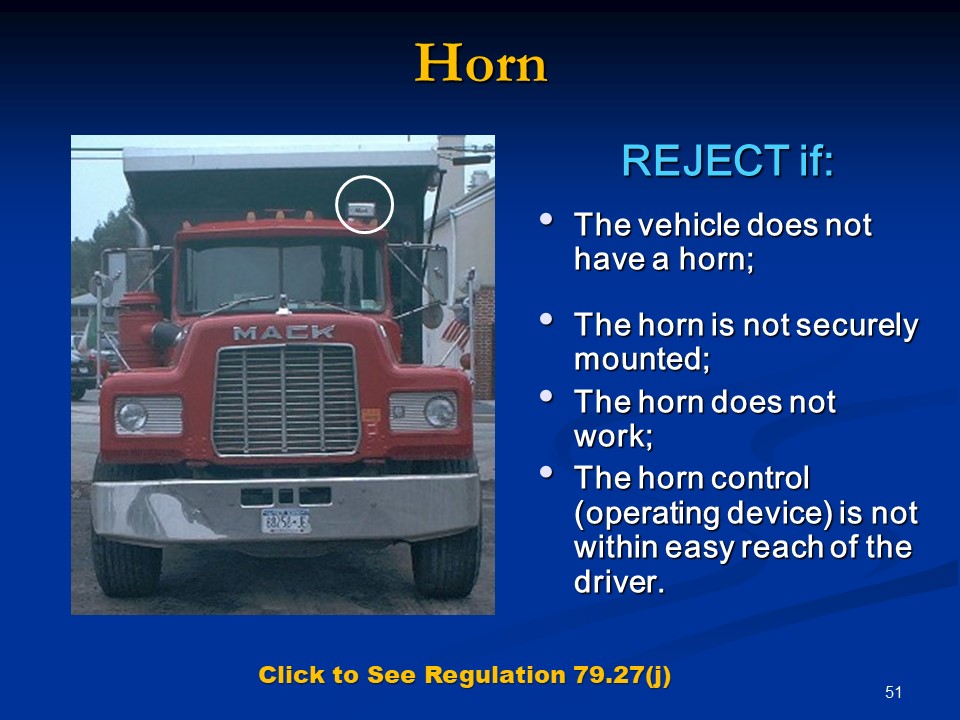 Horn
REJECT if:
• The vehicle does not
have a horn;
• The horn is not securely
mounted;
• The horn does not
work;
• The horn control
(operating device) is not
within easy reach of the
driver.
MACK
Click to See Regulation 79.27(j)
51